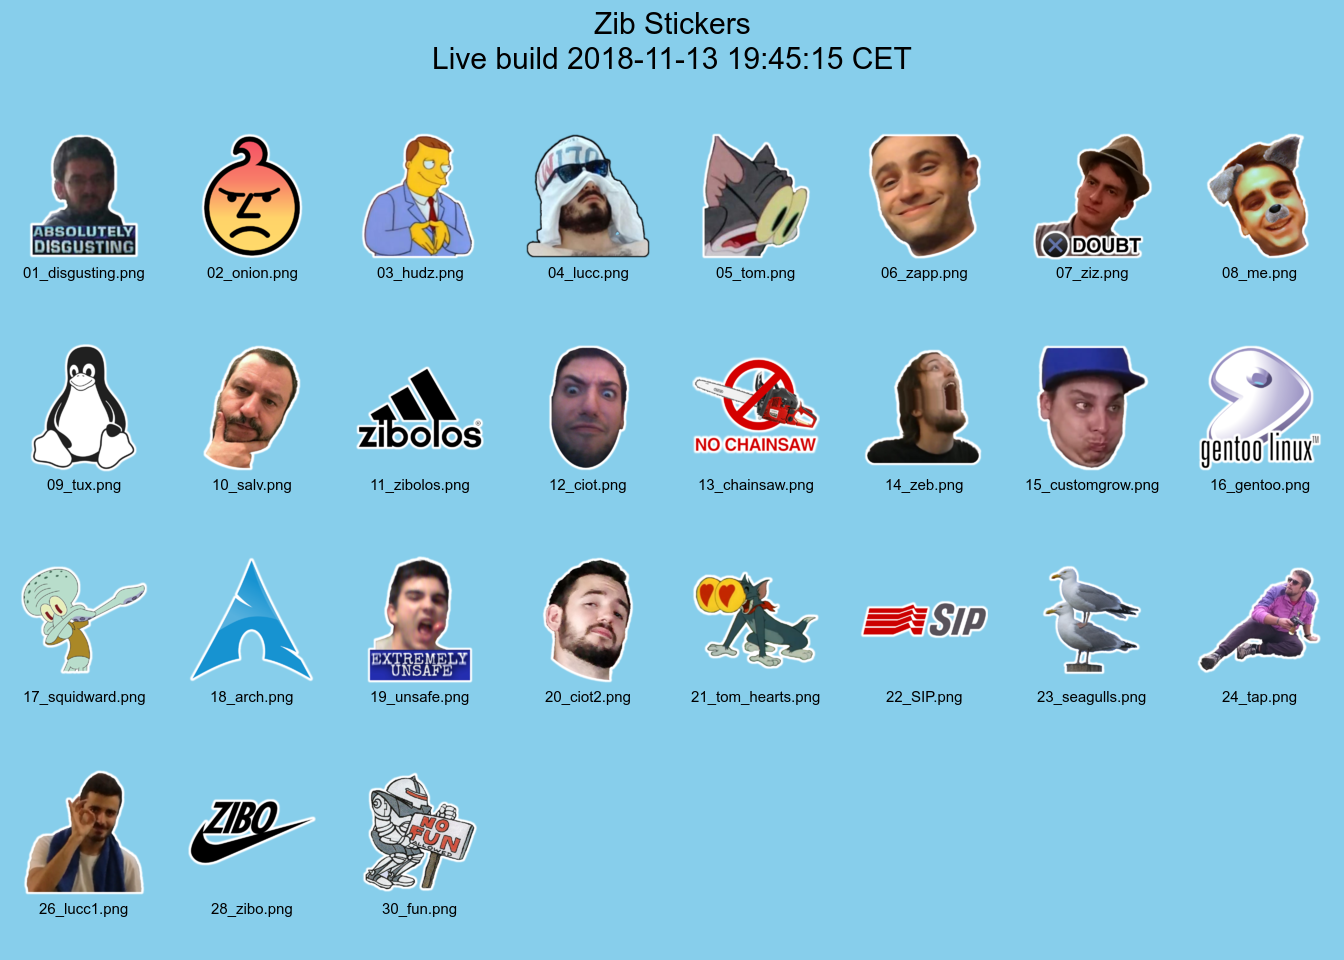 Zib Stickers
Live build 2018-11-13 19:45:15 CET
ABSOLUTELY
DISGUSTING
DOUBT
01_disgusting.png
02_onion.png
03_hudz.png
04_lucc.png
05_tom.png
06_zapp.png
07_ziz.png
08_me.png
zibolos
NO CHAINSAW
gentoo linux™
09_tux.png
10_salv.png
11_zibolos.png
12_ciot.png
13_chainsaw.png
14_zeb.png
15_customgrow.png
16_gentoo.png
EXTREMELY
UNSAFE
SIP
17_squidward.png
18_arch.png
19_unsafe.png
20_ciot2.png
21_tom_hearts.png
22_SIP.png
23_seagulls.png
24_tap.png
ZIBO
NO
FUN
ALLOWED
26_lucc1.png
28_zibo.png
30_fun.png